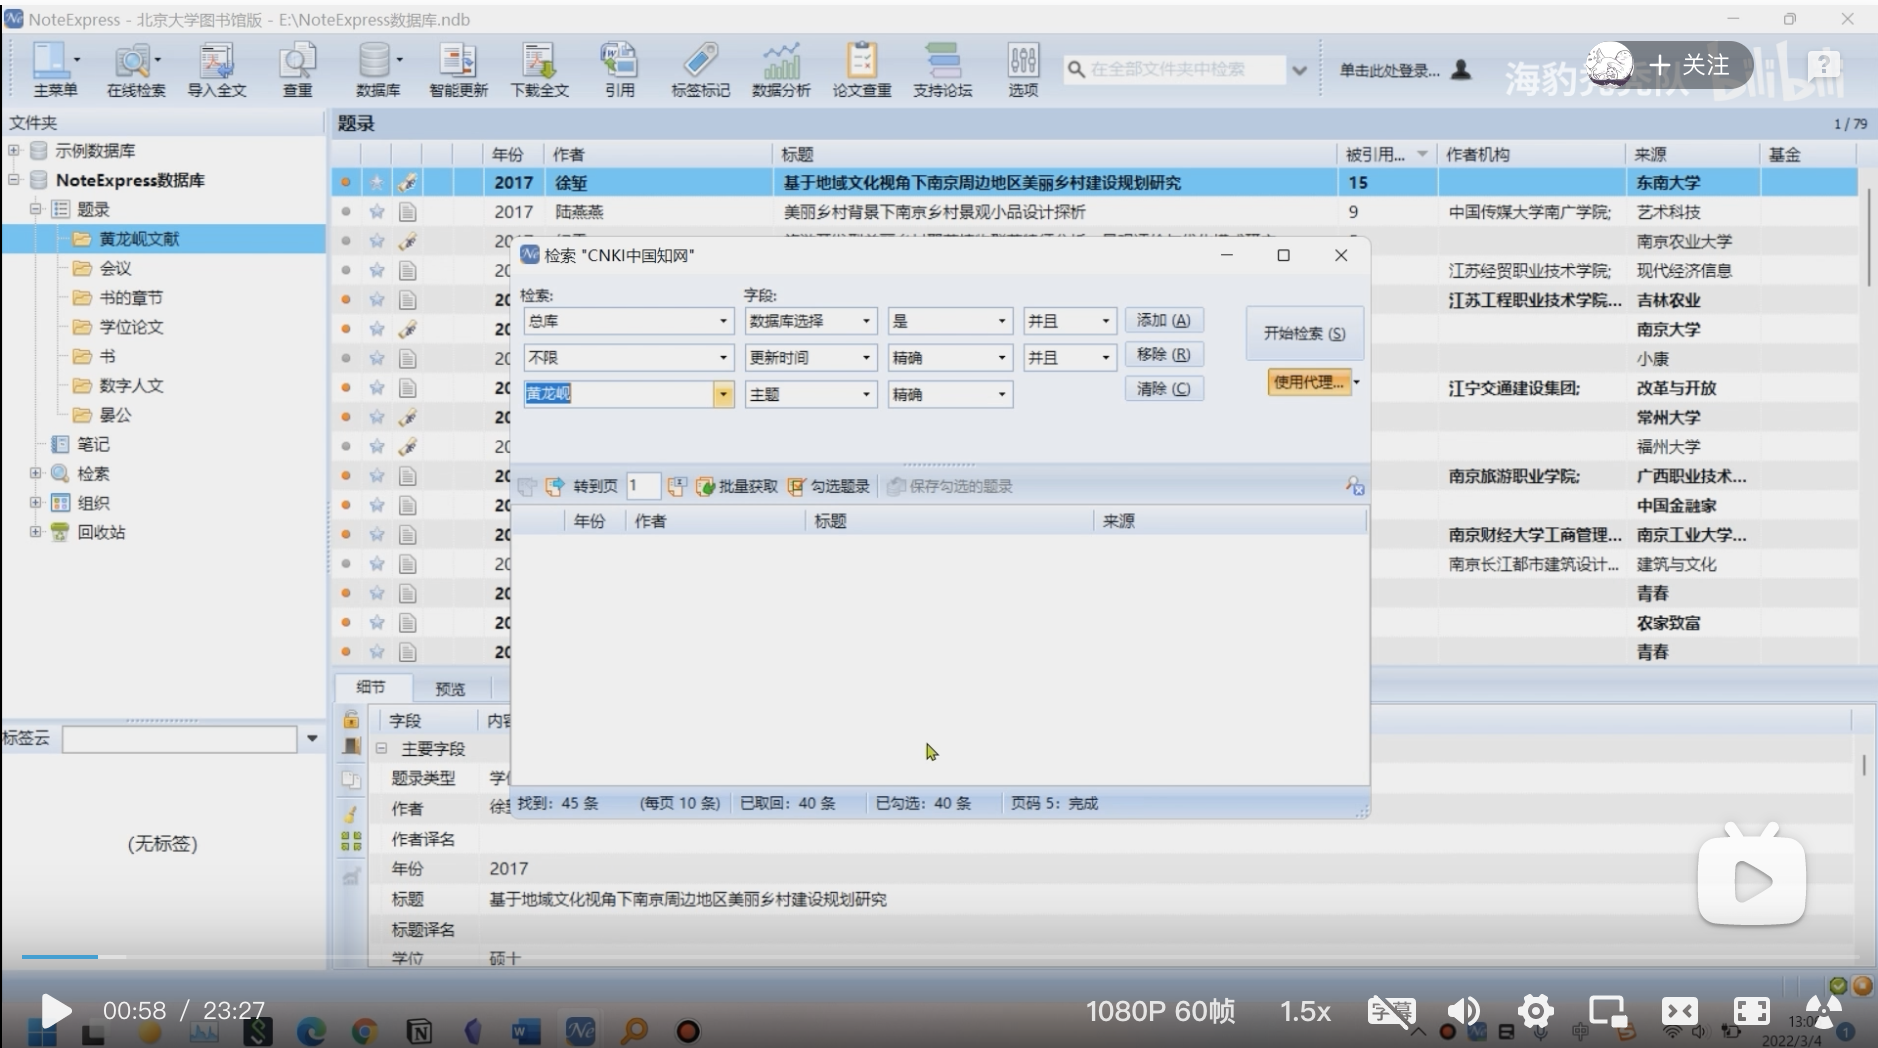 NoteExpress - 北京大学图书馆版 - E:\NoteExpress数据库.ndb
主菜单 在线检索 导入全文 查重 数据库 智能更新 下载全文 引用 标签标记 数据分析 论文查重 支持论坛 选项 在全部文件夹中检索 单击此处登录... + 关注
bilibili
文件夹
示例数据库
NoteExpress数据库
题录
黄龙岘文献
会议
书的章节
学位论文
书
数字人文
晏公
笔记
检索
组织
回收站
标签云
(无标签)
题录 1 / 79
年份 作者 标题 被引用... 作者机构 来源 基金
2017 徐堑 基于地域文化视角下南京周边地区美丽乡村建设规划研究 15 东南大学
2017 陆燕燕 美丽乡村背景下南京乡村景观小品设计探析 9 中国传媒大学南广学院; 艺术科技
南京农业大学
江苏经贸职业技术学院; 现代经济信息
江苏工程职业技术学院... 吉林农业
南京大学
小康
江宁交通建设集团; 改革与开放
常州大学
福州大学
南京旅游职业学院; 广西职业技术...
中国金融家
南京财经大学工商管理... 南京工业大学...
南京长江都市建筑设计... 建筑与文化
青春
农家致富
青春
检索 "CNKI中国知网"
检索: 字段:
总库 数据库选择 是 并且 添加 (A) 开始检索 (S)
不限 更新时间 精确 并且 移除 (R)
黄龙岘 主题 精确 清除 (C) 使用代理...
转到页 1 批量获取 勾选题录 保存勾选的题录
年份 作者 标题 来源
找到: 45 条 (每页 10 条) 已取回: 40 条 已勾选: 40 条 页码 5: 完成
细节 预览
字段
主要字段
题录类型
作者
作者译名
年份 2017
标题 基于地域文化视角下南京周边地区美丽乡村建设规划研究
标题译名
学位 硕士
00:58 / 23:27 1080P 60帧 1.5x 字幕
2022/3/4